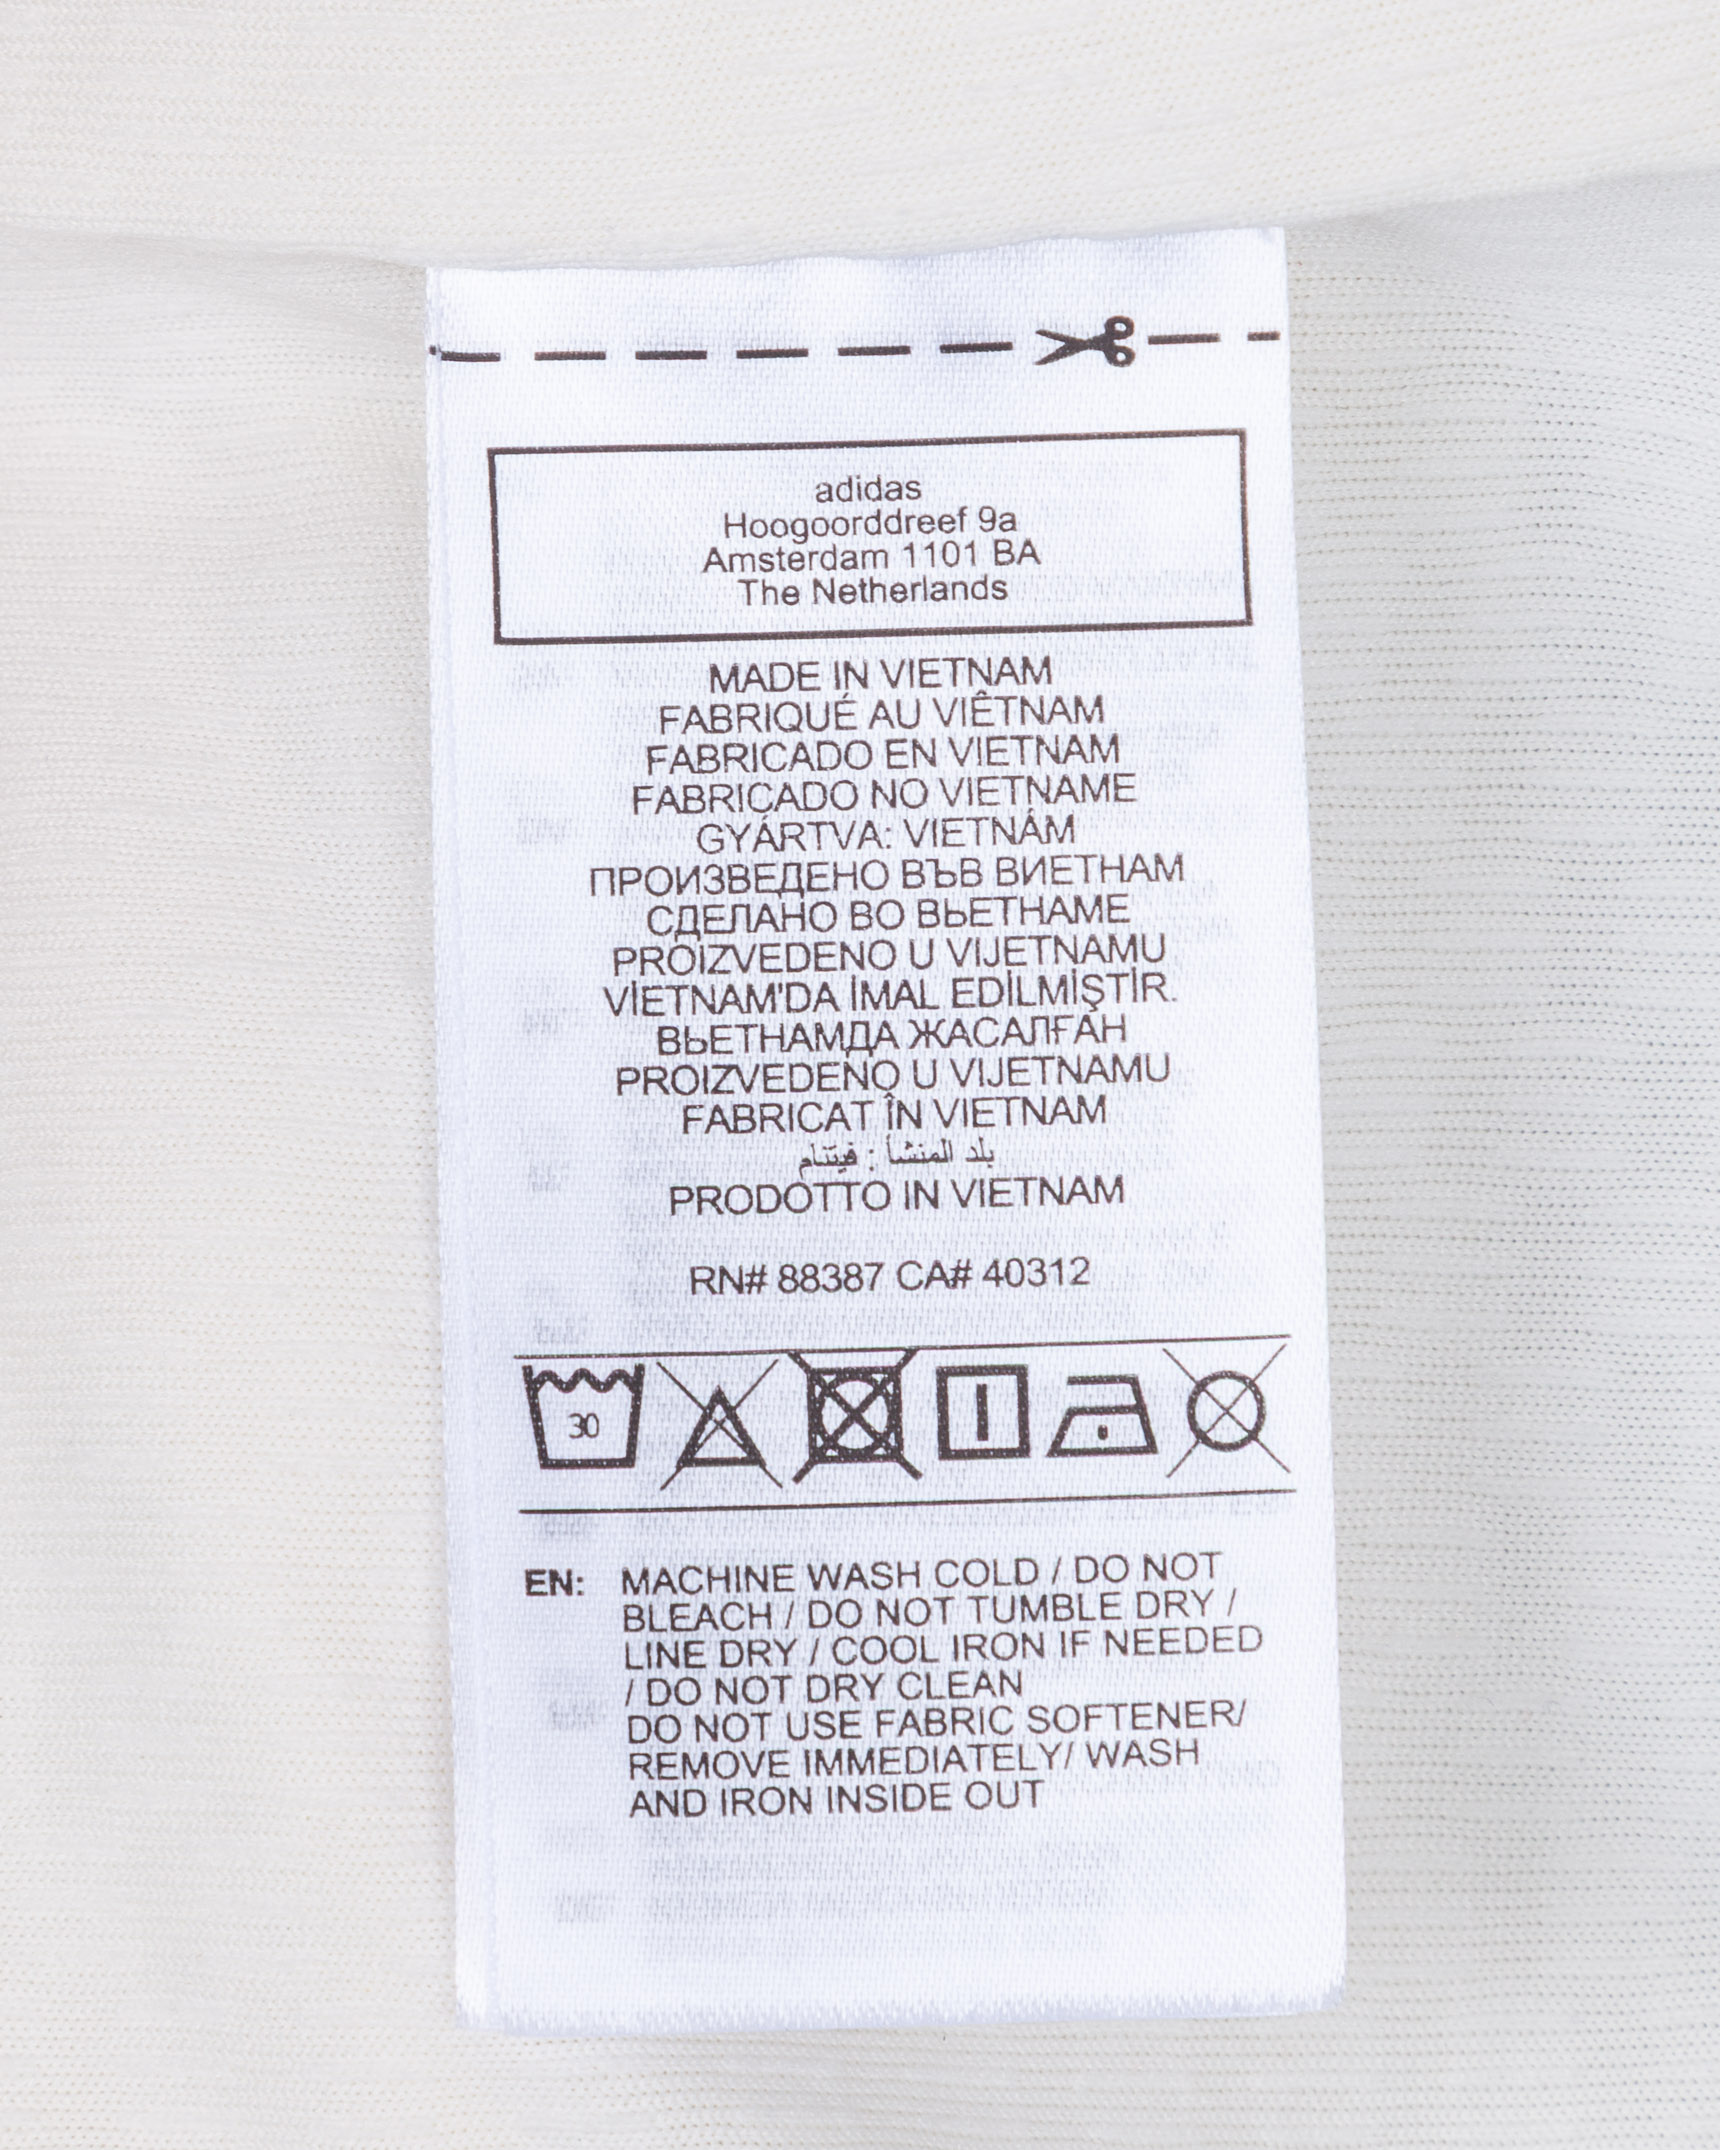 adidas
Hoogoorddreef 9a
Amsterdam 1101 BA
The Netherlands
MADE IN VIETNAM
FABRIQUÉ AU VIÊTNAM
FABRICADO EN VIETNAM
FABRICADO NO VIETNAME
GYÁRTVA: VIETNÁM
ПРОИЗВЕДЕНО ВЪВ ВИЕТНАМ
СДЕЛАНО ВО ВЬЕТНАМЕ
PROIZVEDENO U VIJETNAMU
VİETNAM'DA İMAL EDİLMİŞTİR.
ВЬЕТНАМДА ЖАСАЛҒАН
PROIZVEDENO U VIJETNAMU
FABRICAT ÎN VIETNAM
بلد المنشأ : فيتنام
PRODOTTO IN VIETNAM
RN# 88387 CA# 40312
30
EN: MACHINE WASH COLD / DO NOT
BLEACH / DO NOT TUMBLE DRY /
LINE DRY / COOL IRON IF NEEDED
/ DO NOT DRY CLEAN
DO NOT USE FABRIC SOFTENER/
REMOVE IMMEDIATELY/ WASH
AND IRON INSIDE OUT